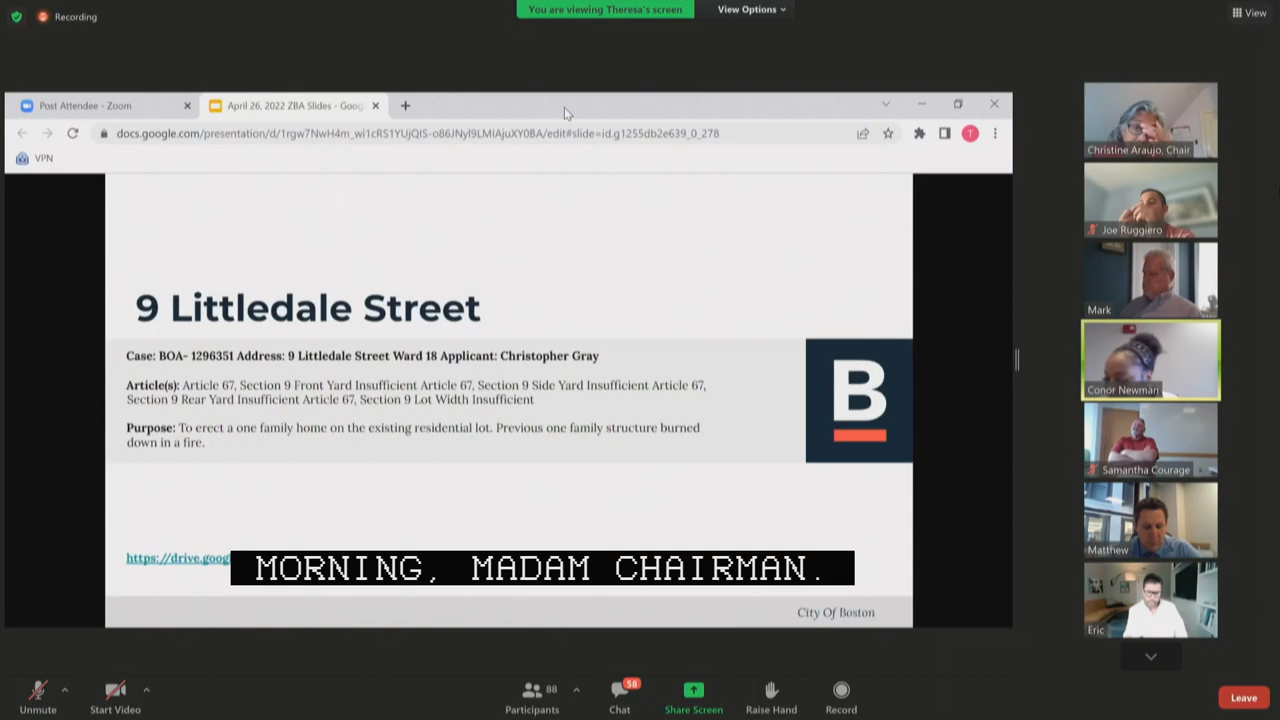 Recording
You are viewing Theresa's screen
View Options
View
Post Attendee - Zoom
April 26, 2022 ZBA Slides - Goog
docs.google.com/presentation/d/1rgw7NwH4m_wi1cRS1YUjQIS-o86JNyl9LMIAjuXY0BA/edit#slide=id.g1255db2e639_0_278
T
VPN
9 Littledale Street
Case: BOA- 1296351 Address: 9 Littledale Street Ward 18 Applicant: Christopher Gray
Article(s): Article 67, Section 9 Front Yard Insufficient Article 67, Section 9 Side Yard Insufficient Article 67,
Section 9 Rear Yard Insufficient Article 67, Section 9 Lot Width Insufficient
Purpose: To erect a one family home on the existing residential lot. Previous one family structure burned
down in a fire.
B
https://drive.goog
MORNING, MADAM CHAIRMAN.
City Of Boston
Christine Araujo, Chair
Joe Ruggiero
Mark
Conor Newman
Samantha Courage
Matthew
Eric
Unmute
Start Video
88
Participants
58
Chat
Share Screen
Raise Hand
Record
Leave